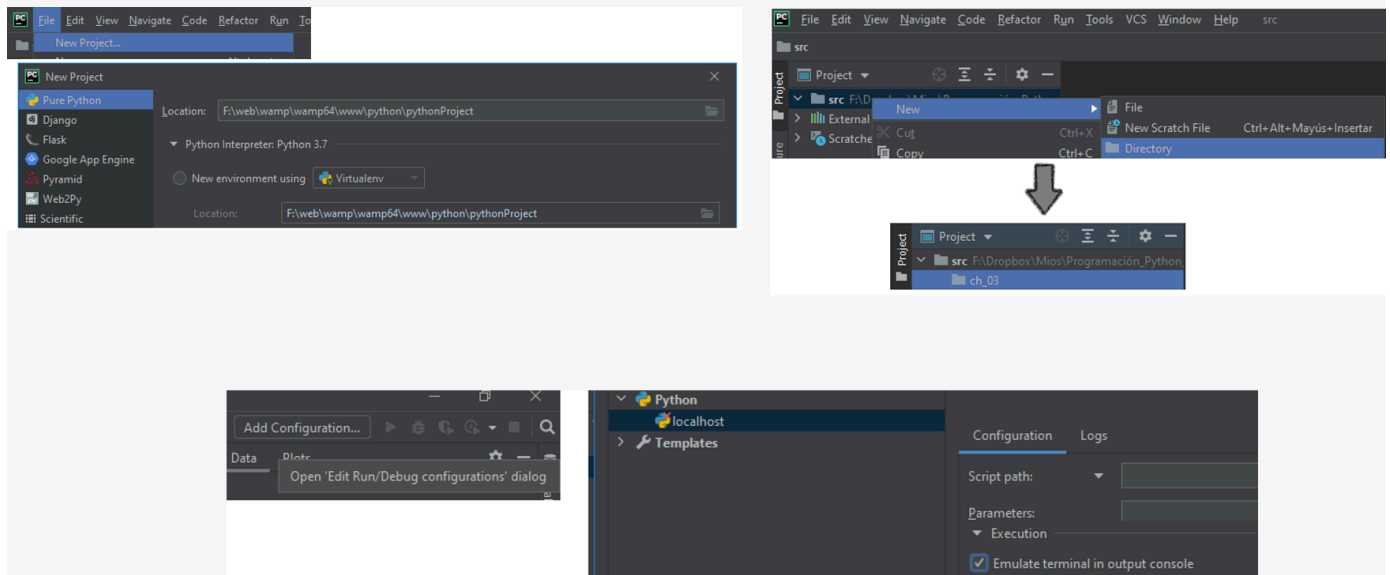 PC File Edit View Navigate Code Refactor Run To
New Project...
PC New Project
Pure Python
Django
Flask
Google App Engine
Pyramid
Web2Py
Scientific
Location: F:\web\wamp\wamp64\www\python\pythonProject
Python Interpreter: Python 3.7
New environment using Virtualenv
Location: F:\web\wamp\wamp64\www\python\pythonProject
PC File Edit View Navigate Code Refactor Run Tools VCS Window Help src
src
Project
Project
src F:\D
External
Scratche
New
Cut Ctrl+X
Copy Ctrl+C
File
New Scratch File Ctrl+Alt+Mayús+Insertar
Directory
Project
Project
src F:\Dropbox\Mios\Programación_Python_
ch_03
Add Configuration...
Data Plots
Open 'Edit Run/Debug configurations' dialog
Python
localhost
Templates
Configuration Logs
Script path:
Parameters:
Execution
Emulate terminal in output console